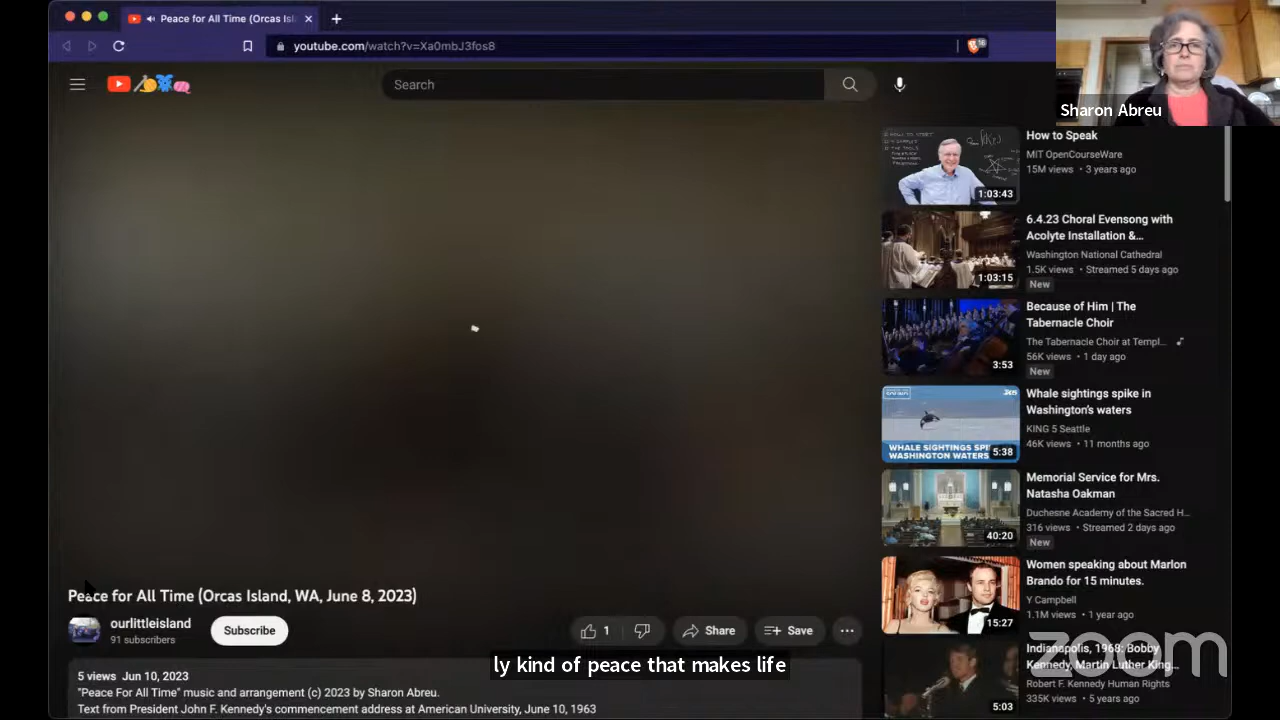 Peace for All Time (Orcas Isl
youtube.com/watch?v=Xa0mbJ3fos8
16
Sharon Abreu
Search
How to Speak
MIT OpenCourseWare
15M views • 3 years ago
1:03:43
6.4.23 Choral Evensong with
Acolyte Installation &...
Washington National Cathedral
1.5K views • Streamed 5 days ago
New
1:03:15
Because of Him | The
Tabernacle Choir
The Tabernacle Choir at Templ...
56K views • 1 day ago
New
3:53
Whale sightings spike in
Washington's waters
KING 5 Seattle
46K views • 11 months ago
WHALE SIGHTINGS SPI
WASHINGTON WATERS
5:38
Memorial Service for Mrs.
Natasha Oakman
Duchesne Academy of the Sacred H...
316 views • Streamed 2 days ago
New
40:20
Women speaking about Marlon
Brando for 15 minutes.
Y Campbell
1.1M views • 1 year ago
15:27
Indianapolis, 1968: Bobby
Kennedy, Martin Luther King...
Robert F. Kennedy Human Rights
335K views • 5 years ago
5:03
zoom
Peace for All Time (Orcas Island, WA, June 8, 2023)
ourlittleisland
91 subscribers
Subscribe
1
Share
Save
ly kind of peace that makes life
5 views Jun 10, 2023
"Peace For All Time" music and arrangement (c) 2023 by Sharon Abreu.
Text from President John F. Kennedy's commencement address at American University, June 10, 1963